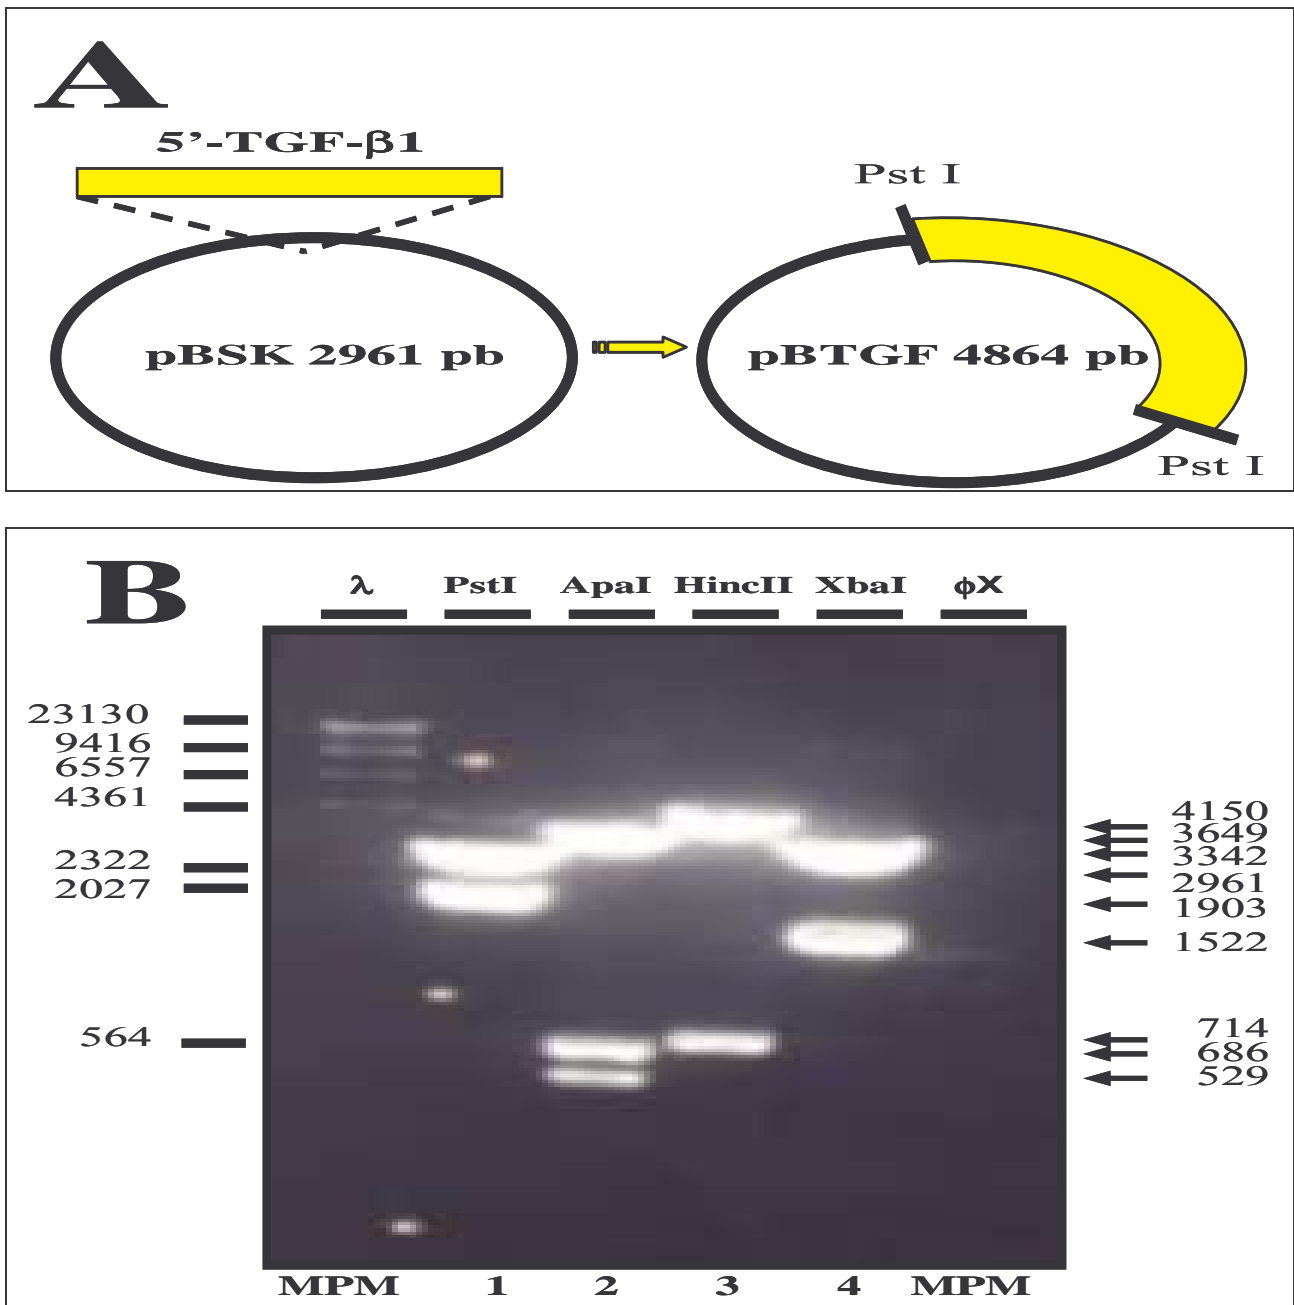 A
5’-TGF-β1
Pst I
pBSK 2961 pb
pBTGF 4864 pb
Pst I
B
λ PstI ApaI HincII XbaI ϕX
23130
9416
6557
4361
2322
2027
564
4150
3649
3342
2961
1903
1522
714
686
529
MPM 1 2 3 4 MPM